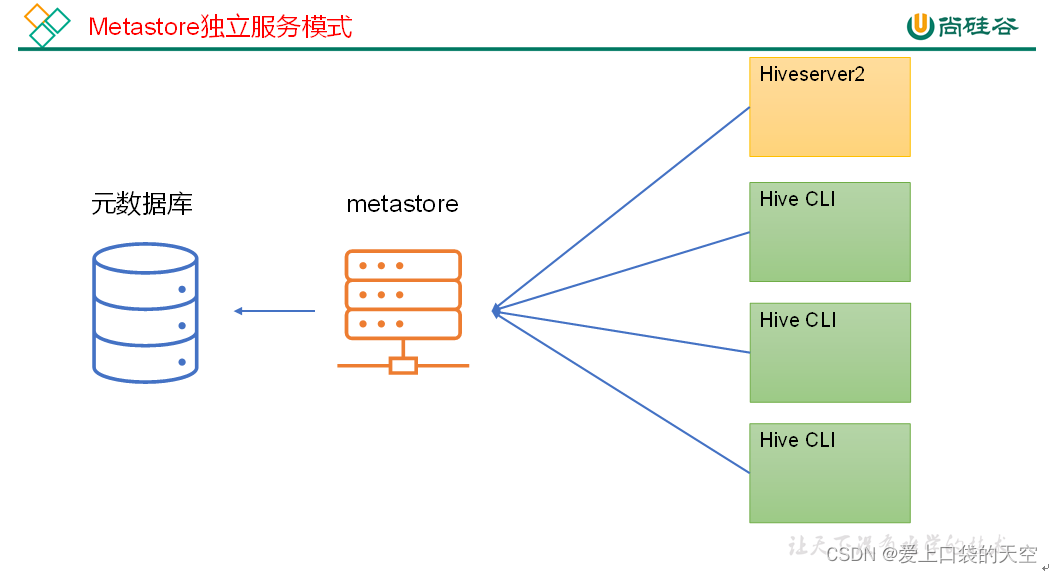 Metastore独立服务模式
尚硅谷
Hiveserver2
元数据库
metastore
Hive CLI
Hive CLI
Hive CLI
让天下没有难学的技术
CSDN @爱上口袋的天空